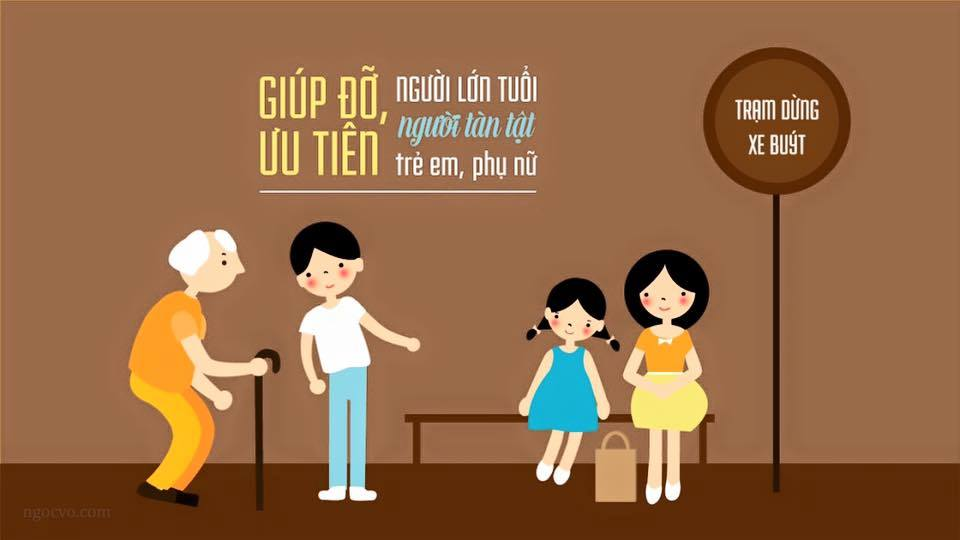 GIÚP ĐỠ,
ƯU TIÊN
NGƯỜI LỚN TUỔI
người tàn tật
trẻ em, phụ nữ
TRẠM DỪNG
XE BUÝT
ngocvo.com